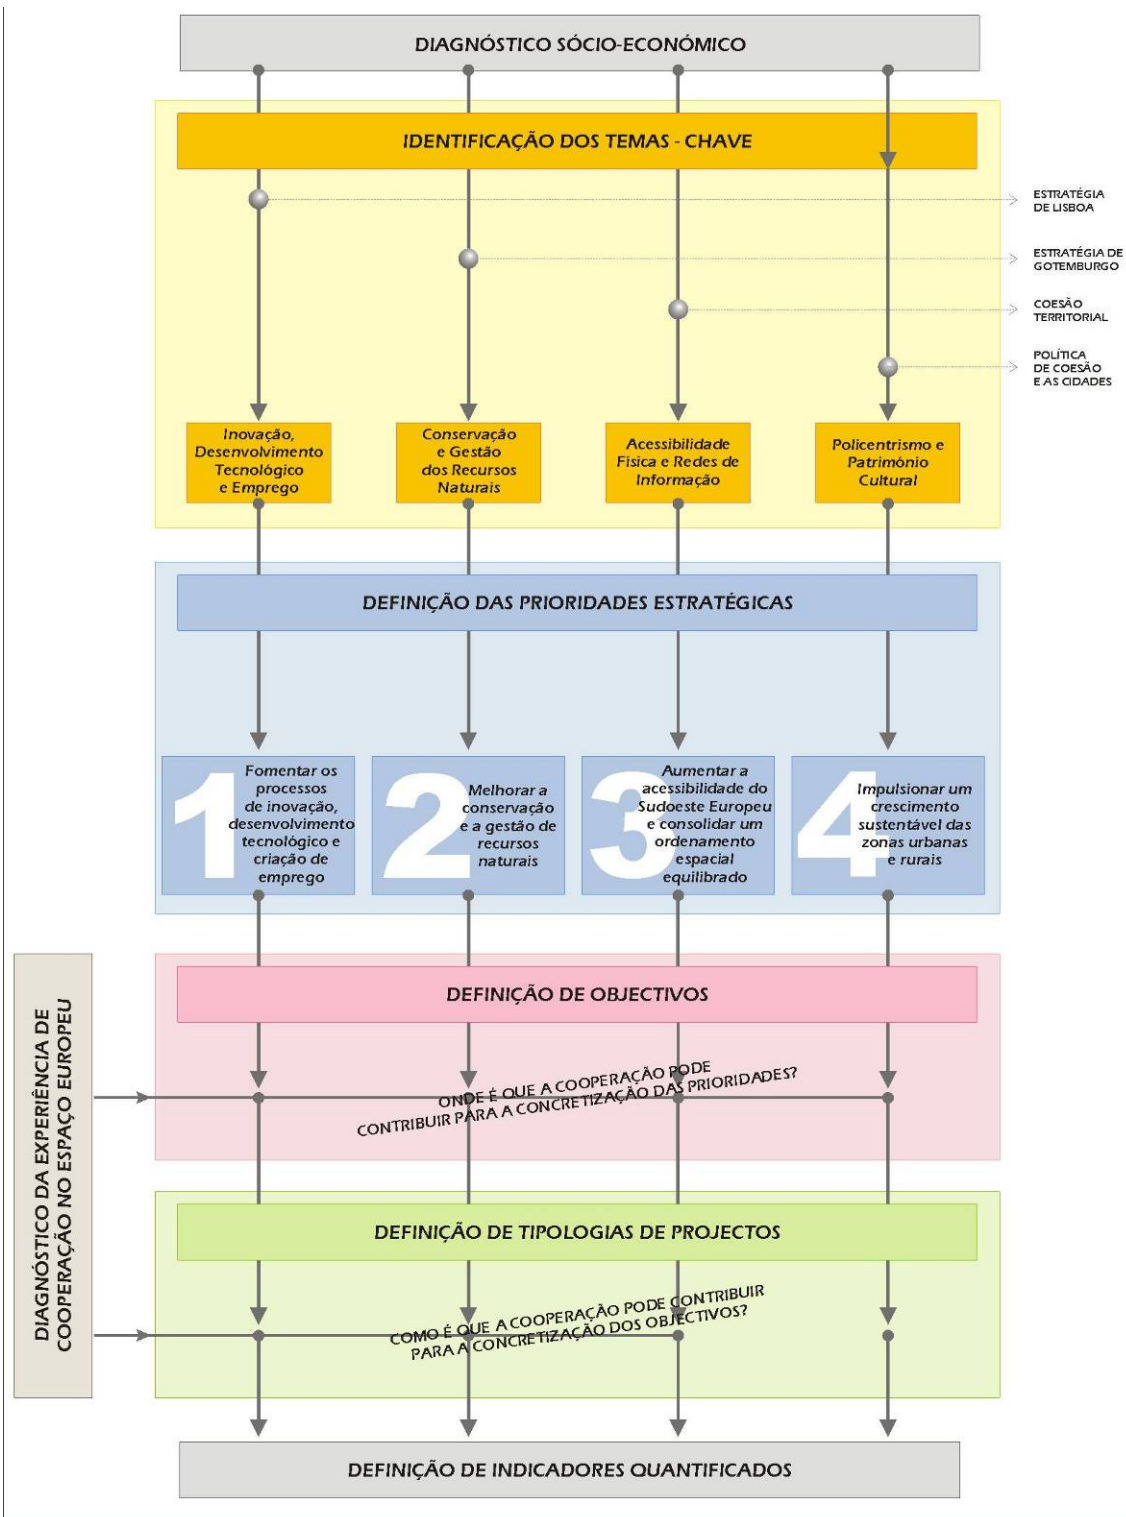 DIAGNÓSTICO SÓCIO-ECONÓMICO
IDENTIFICAÇÃO DOS TEMAS - CHAVE
ESTRATÉGIA
DE LISBOA
ESTRATÉGIA DE
GOTEMBURGO
COESÃO
TERRITORIAL
POLÍTICA
DE COESÃO
E AS CIDADES
Inovação,
Desenvolvimento
Tecnológico
e Emprego
Conservação
e Gestão
dos Recursos
Naturais
Acessibilidade
Física e Redes de
Informação
Policentrismo e
Património
Cultural
DEFINIÇÃO DAS PRIORIDADES ESTRATÉGICAS
1
Fomentar os
processos
de inovação,
desenvolvimento
tecnológico e
criação de
emprego
2
Melhorar a
conservação
e a gestão de
recursos
naturais
3
Aumentar a
acessibilidade do
Sudoeste Europeu
e consolidar um
ordenamento
espacial
equilibrado
4
Impulsionar um
crescimento
sustentável das
zonas urbanas
e rurais
DIAGNÓSTICO DA EXPERIÊNCIA DE
COOPERAÇÃO NO ESPAÇO EUROPEU
DEFINIÇÃO DE OBJECTIVOS
ONDE É QUE A COOPERAÇÃO PODE
CONTRIBUIR PARA A CONCRETIZAÇÃO DAS PRIORIDADES?
DEFINIÇÃO DE TIPOLOGIAS DE PROJECTOS
COMO É QUE A COOPERAÇÃO PODE CONTRIBUIR
PARA A CONCRETIZAÇÃO DOS OBJECTIVOS?
DEFINIÇÃO DE INDICADORES QUANTIFICADOS